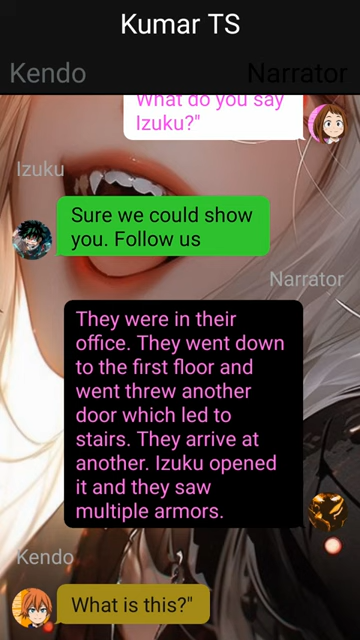 Kumar TS
Kendo
Narrator
What do you say
Izuku?"
Izuku
Sure we could show
you. Follow us
Narrator
They were in their
office. They went down
to the first floor and
went threw another
door which led to
stairs. They arrive at
another. Izuku opened
it and they saw
multiple armors.
Kendo
What is this?"